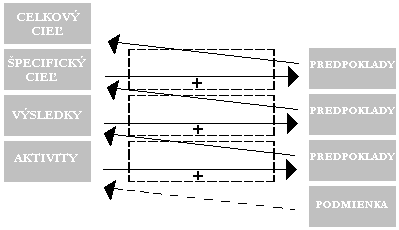 CELKOVÝ
CIEĽ
ŠPECIFICKÝ
CIEĽ
PREDPOKLADY
+
VÝSLEDKY
PREDPOKLADY
+
AKTIVITY
PREDPOKLADY
+
PODMIENKA